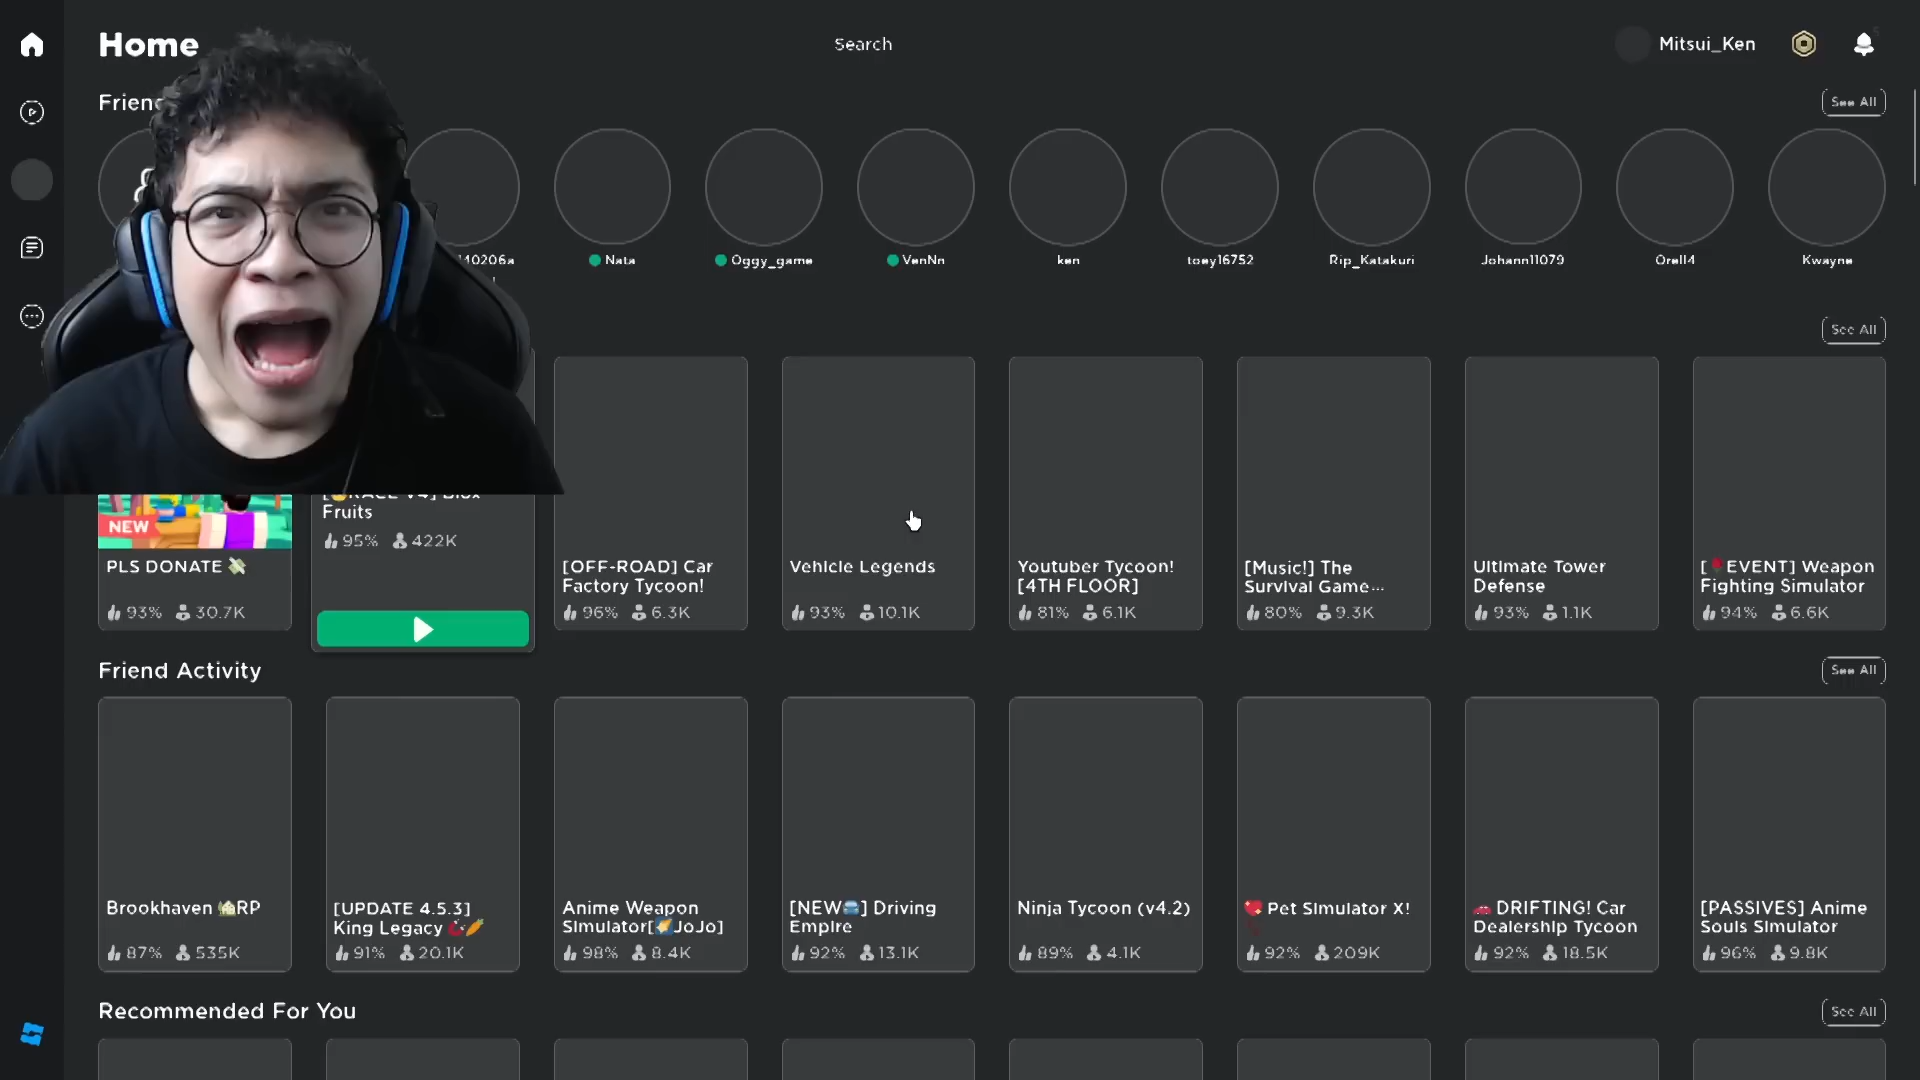 Home
Search
Mitsui_Ken
See All
Nata
Oggy_game
VenNn
ken
toey16752
Rip_Katakuri
Johann11079
Orell4
Kwayne
See All
NEW
PLS DONATE 💸
93% 30.7K
Fruits
95% 422K
[OFF-ROAD] Car
Factory Tycoon!
96% 6.3K
Vehicle Legends
93% 10.1K
Youtuber Tycoon!
[4TH FLOOR]
81% 6.1K
[Music!] The
Survival Game...
80% 9.3K
Ultimate Tower
Defense
93% 1.1K
[🌹EVENT] Weapon
Fighting Simulator
94% 6.6K
Friend Activity
See All
Brookhaven 🏡RP
87% 535K
[UPDATE 4.5.3]
King Legacy
91% 20.1K
Anime Weapon
Simulator[JoJo]
98% 8.4K
[NEW🚘] Driving
Empire
92% 13.1K
Ninja Tycoon (v4.2)
89% 4.1K
💝 Pet Simulator X!
92% 209K
🚗 DRIFTING! Car
Dealership Tycoon
92% 18.5K
[PASSIVES] Anime
Souls Simulator
96% 9.8K
Recommended For You
See All